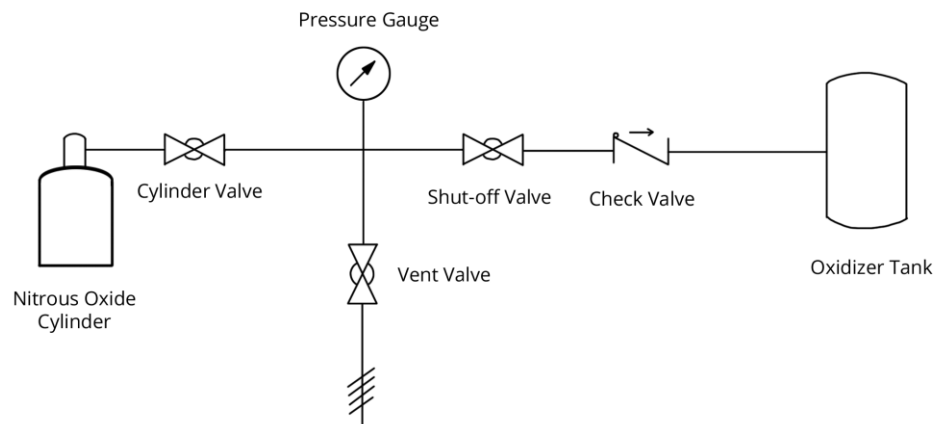 Pressure Gauge
Cylinder Valve
Shut-off Valve
Check Valve
Vent Valve
Oxidizer Tank
Nitrous Oxide
Cylinder